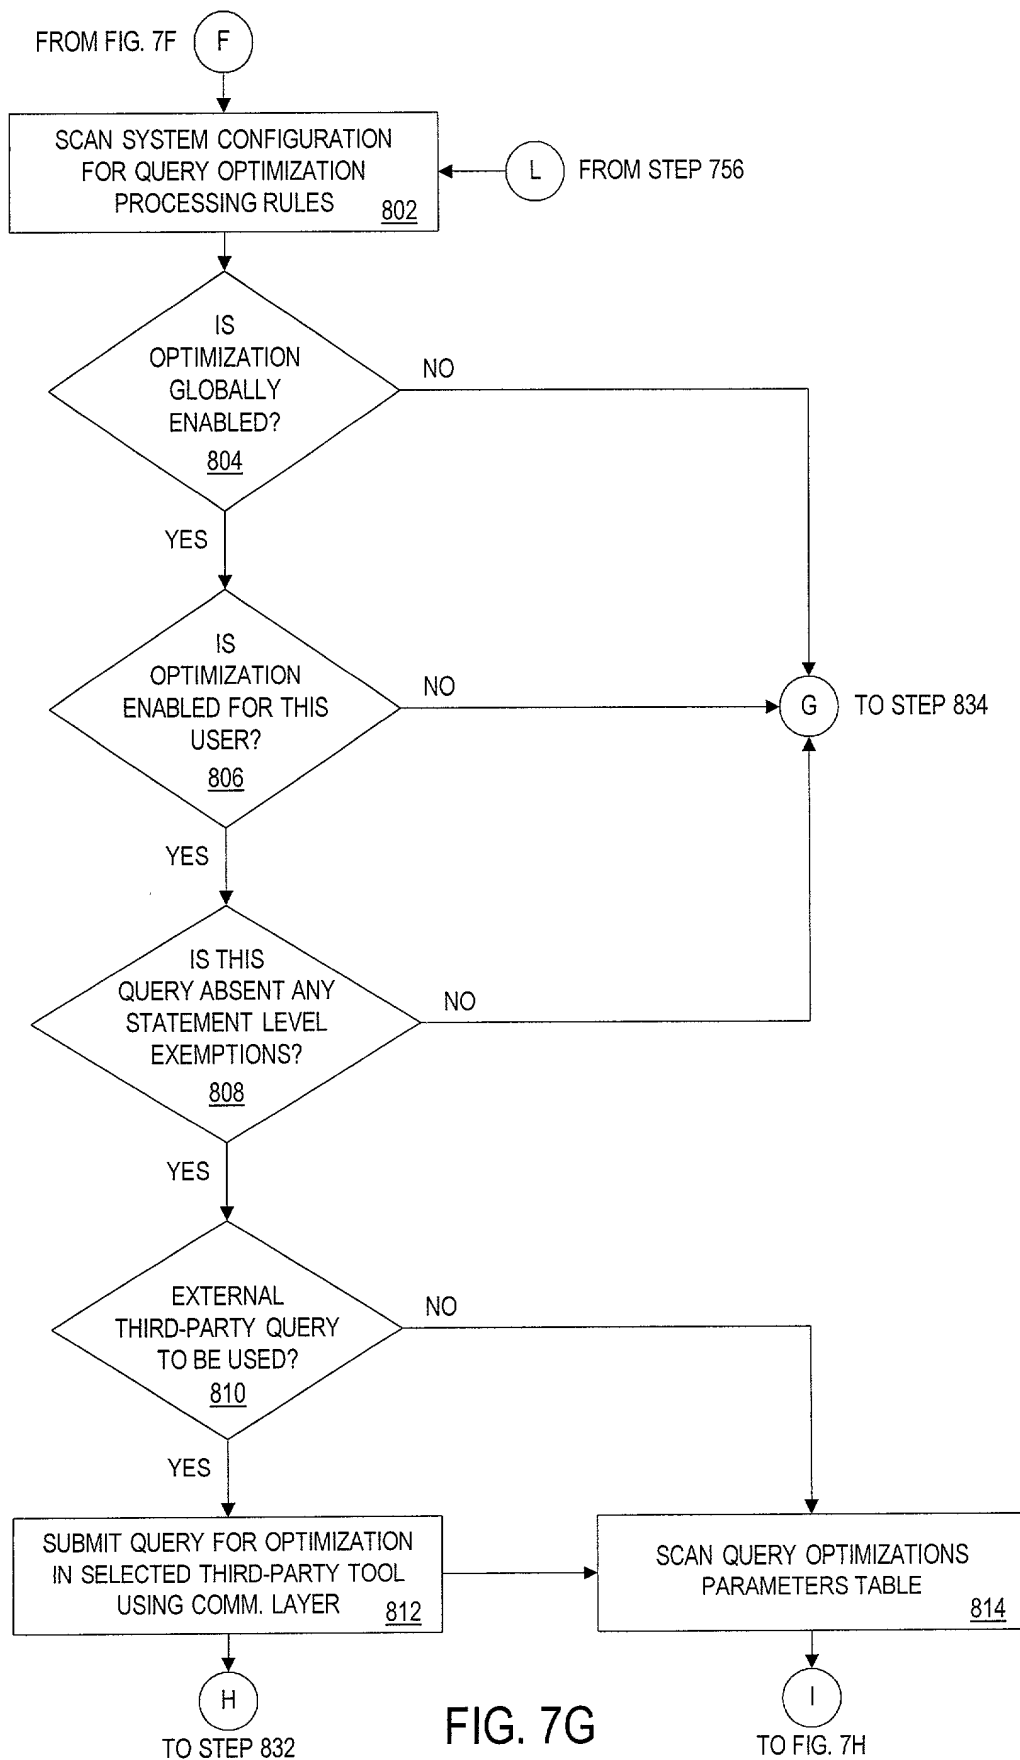 FROM FIG. 7F
F
SCAN SYSTEM CONFIGURATION
FOR QUERY OPTIMIZATION
PROCESSING RULES
802
L
FROM STEP 756
IS
OPTIMIZATION
GLOBALLY
ENABLED?
804
NO
YES
IS
OPTIMIZATION
ENABLED FOR THIS
USER?
806
NO
G
TO STEP 834
YES
IS THIS
QUERY ABSENT ANY
STATEMENT LEVEL
EXEMPTIONS?
808
NO
YES
EXTERNAL
THIRD-PARTY QUERY
TO BE USED?
810
NO
YES
SUBMIT QUERY FOR OPTIMIZATION
IN SELECTED THIRD-PARTY TOOL
USING COMM. LAYER
812
SCAN QUERY OPTIMIZATIONS
PARAMETERS TABLE
814
H
TO STEP 832
FIG. 7G
I
TO FIG. 7H